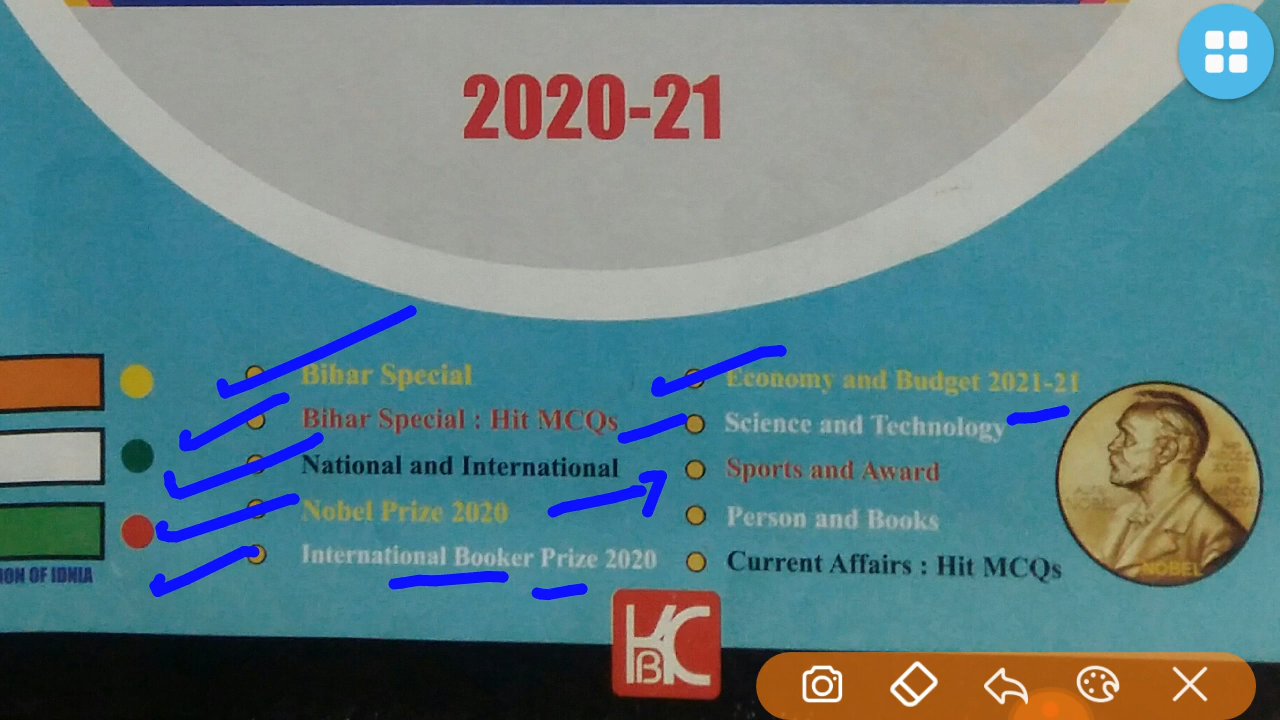 2020-21
Bihar Special
Bihar Special : Hit MCQs
National and International
Nobel Prize 2020
International Booker Prize 2020
Economy and Budget 2021-21
Science and Technology
Sports and Award
Person and Books
Current Affairs : Hit MCQs
ION OF IDNIA
NOBEL
KBC